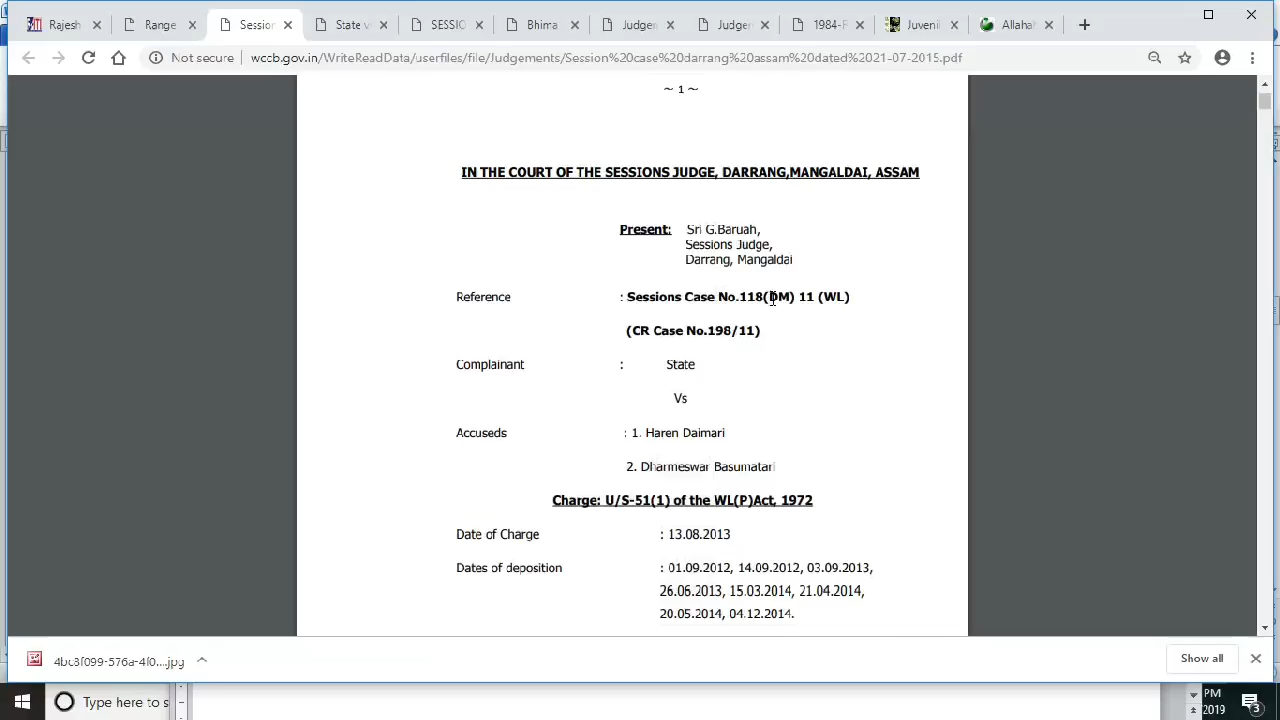 Rajesh Range Session State v SESSIO Bhima Judges Judgem 1984-R Juvenil Allahab
Not secure wccb.gov.in/WriteReadData/userfiles/file/Judgements/Session%20case%20darrang%20assam%20dated%2021-07-2015.pdf
~ 1 ~
IN THE COURT OF THE SESSIONS JUDGE, DARRANG,MANGALDAI, ASSAM
Present: Sri G.Baruah,
Sessions Judge,
Darrang, Mangaldai
Reference : Sessions Case No.118(DM) 11 (WL)
(CR Case No.198/11)
Complainant : State
Vs
Accuseds : 1. Haren Daimari
2. Dharmeswar Basumatari
Charge: U/S-51(1) of the WL(P)Act, 1972
Date of Charge : 13.08.2013
Dates of deposition : 01.09.2012, 14.09.2012, 03.09.2013,
26.06.2013, 15.03.2014, 21.04.2014,
20.05.2014, 04.12.2014.
Show all
Type here to s
PM
2019
3